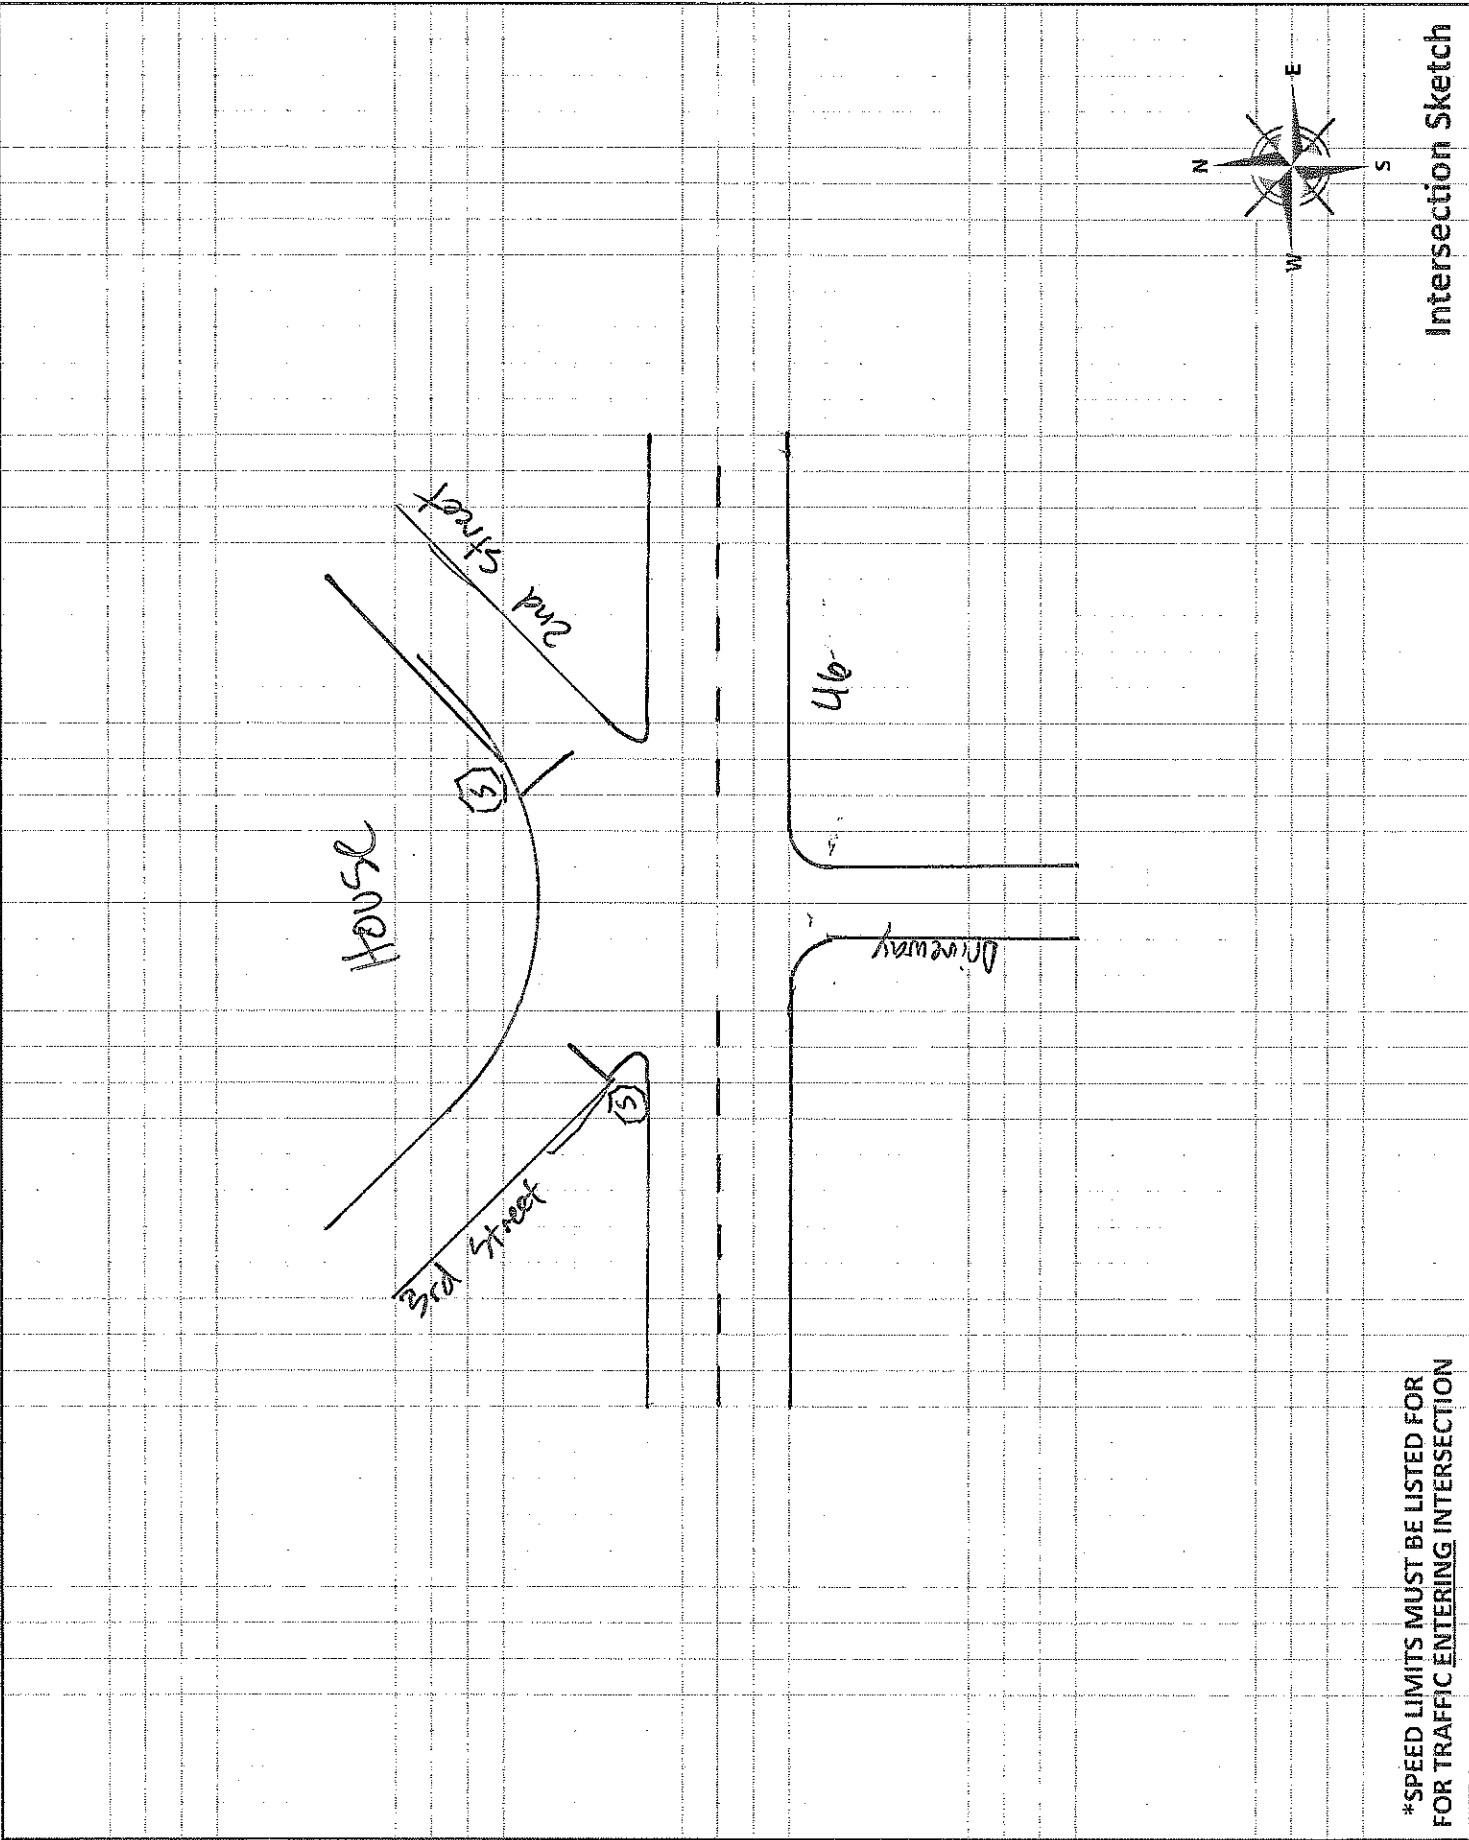 House
2nd Street
3rd Street
S
S
46
Driveway
N
E
S
W
Intersection Sketch
*SPEED LIMITS MUST BE LISTED FOR
FOR TRAFFIC ENTERING INTERSECTION